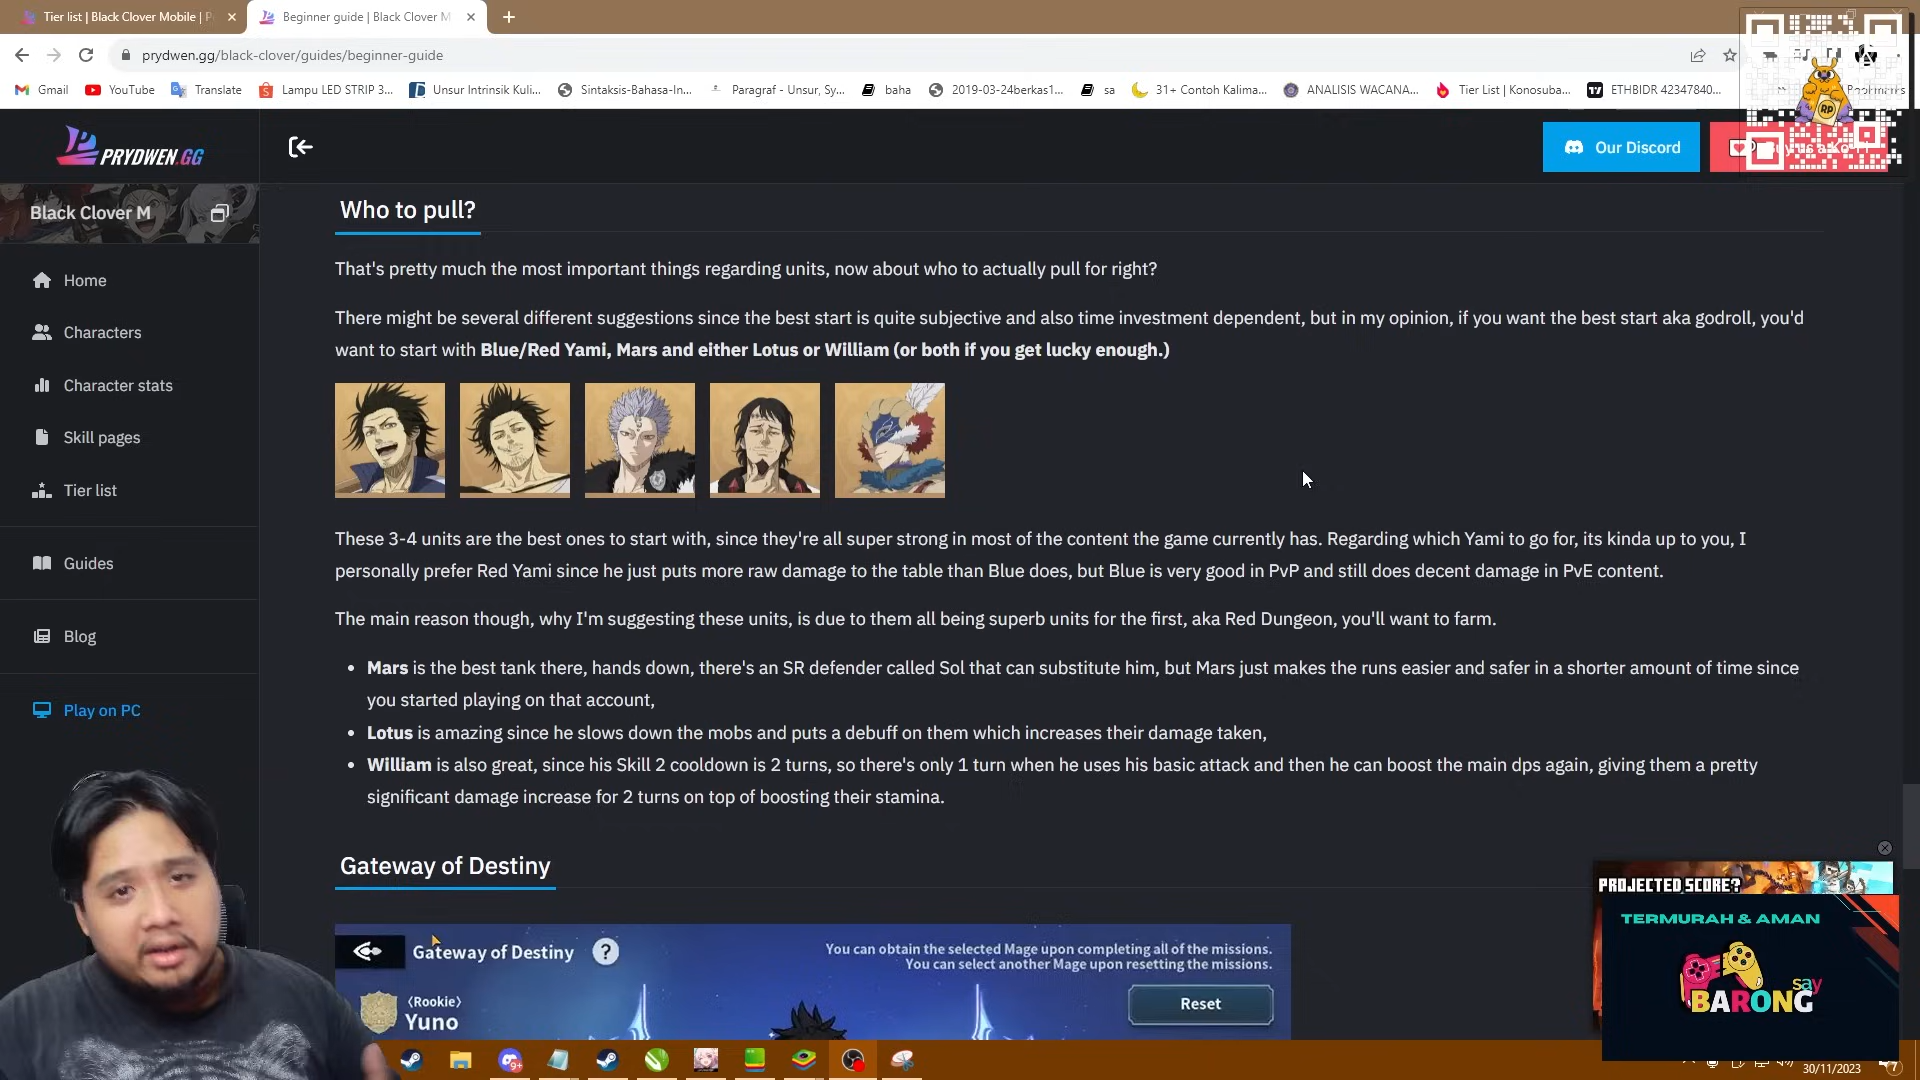 Tier list | Black Clover Mobile | P
Beginner guide | Black Clover M
prydwen.gg/black-clover/guides/beginner-guide
Gmail
YouTube
Translate
Lampu LED STRIP 3...
Unsur Intrinsik Kuli...
Sintaksis-Bahasa-In...
Paragraf - Unsur, Sy...
baha
2019-03-24berkas1...
sa
31+ Contoh Kalima...
ANALISIS WACANA...
Tier List | Konosuba...
ETHBIDR 42347840...
RP
PRYDWEN.GG
Our Discord
Black Clover M
Home
Characters
Character stats
Skill pages
Tier list
Guides
Blog
Play on PC
Who to pull?
That's pretty much the most important things regarding units, now about who to actually pull for right?
There might be several different suggestions since the best start is quite subjective and also time investment dependent, but in my opinion, if you want the best start aka godroll, you'd
want to start with Blue/Red Yami, Mars and either Lotus or William (or both if you get lucky enough.)
These 3-4 units are the best ones to start with, since they're all super strong in most of the content the game currently has. Regarding which Yami to go for, its kinda up to you, I
personally prefer Red Yami since he just puts more raw damage to the table than Blue does, but Blue is very good in PvP and still does decent damage in PvE content.
The main reason though, why I'm suggesting these units, is due to them all being superb units for the first, aka Red Dungeon, you'll want to farm.
• Mars is the best tank there, hands down, there's an SR defender called Sol that can substitute him, but Mars just makes the runs easier and safer in a shorter amount of time since
you started playing on that account,
• Lotus is amazing since he slows down the mobs and puts a debuff on them which increases their damage taken,
• William is also great, since his Skill 2 cooldown is 2 turns, so there's only 1 turn when he uses his basic attack and then he can boost the main dps again, giving them a pretty
significant damage increase for 2 turns on top of boosting their stamina.
Gateway of Destiny
Gateway of Destiny
?
You can obtain the selected Mage upon completing all of the missions.
You can select another Mage upon resetting the missions.
⟨Rookie⟩
Yuno
Reset
PROJECTED SCORE?
TERMURAH & AMAN
say
BARONG
9+
30/11/2023
7